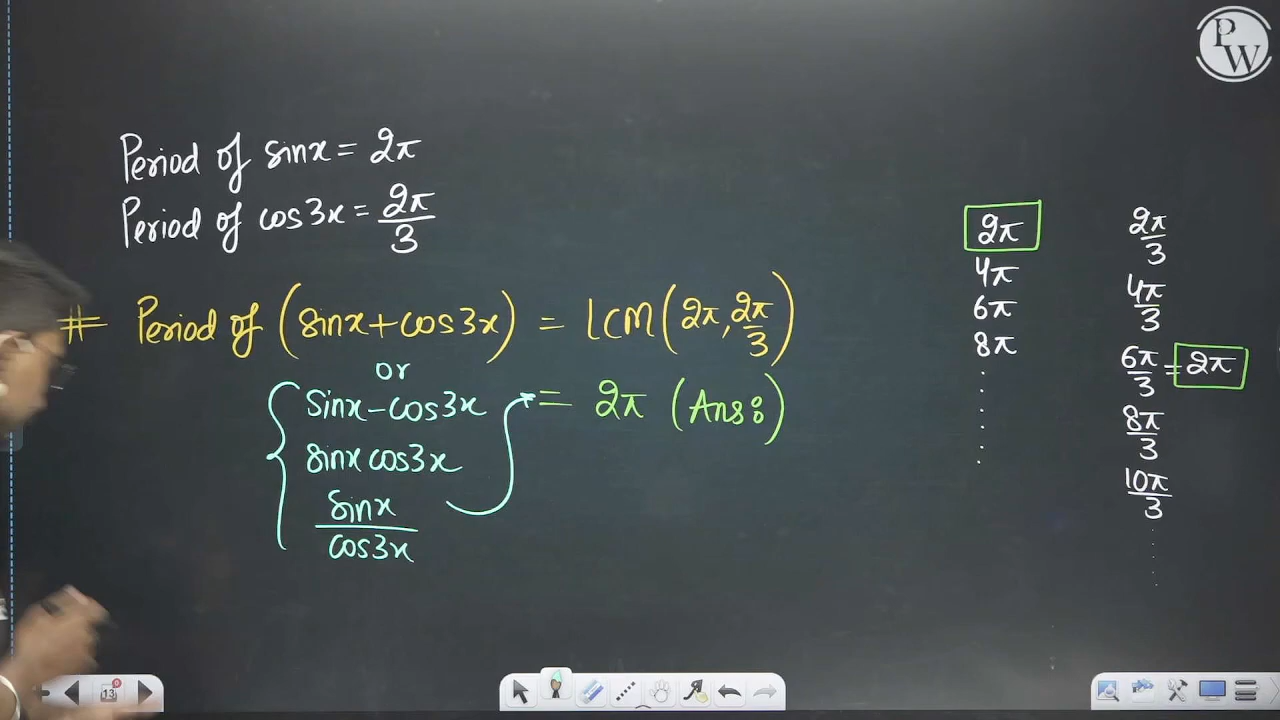 PW
Period of sinx = 2π
Period of cos3x = 2π/3
# Period of (sinx+cos3x) = LCM(2π, 2π/3)
or
sinx-cos3x = 2π (Ans:)
sinx cos3x
sinx/cos3x
2π
4π
6π
8π
2π/3
4π/3
6π/3 = 2π
8π/3
10π/3
13